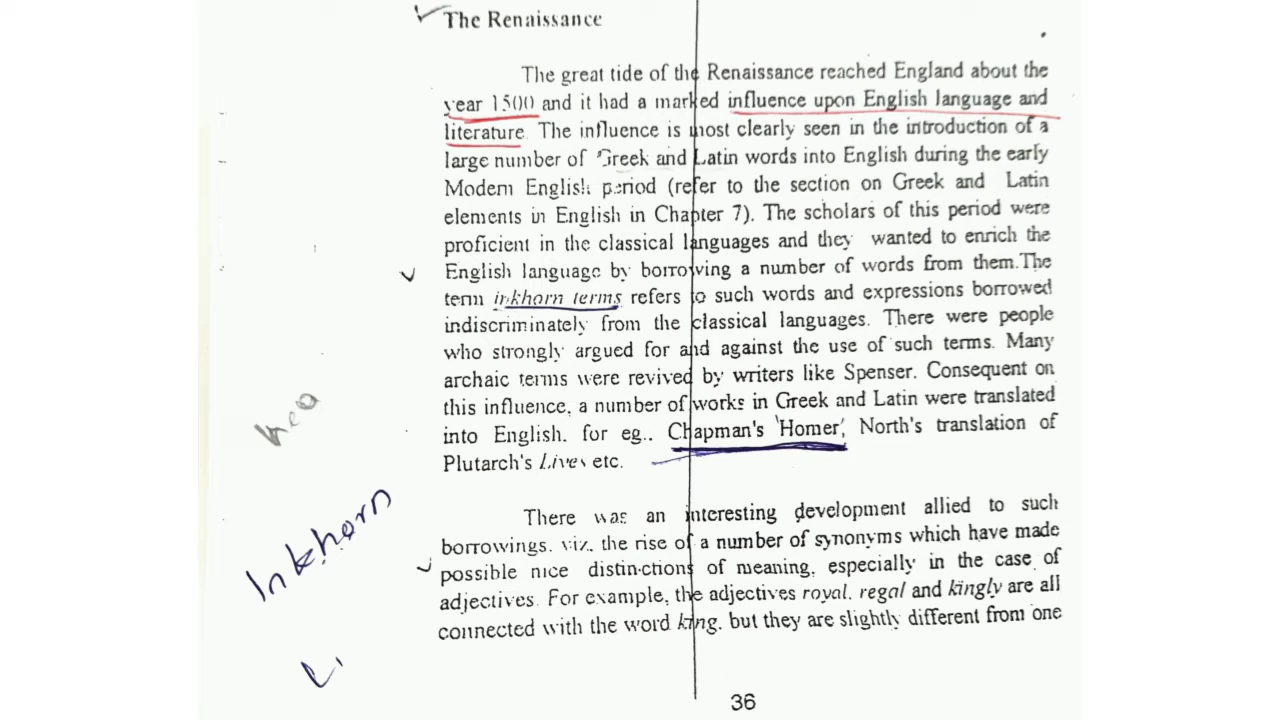 The Renaissance
The great tide of the Renaissance reached England about the
year 1500 and it had a marked influence upon English language and
literature. The influence is most clearly seen in the introduction of a
large number of Greek and Latin words into English during the early
Modern English period (refer to the section on Greek and Latin
elements in English in Chapter 7). The scholars of this period were
proficient in the classical languages and they wanted to enrich the
English language by borrowing a number of words from them.The
term inkhorn terms refers to such words and expressions borrowed
indiscriminately from the classical languages. There were people
who strongly argued for and against the use of such terms. Many
archaic terms were revived by writers like Spenser. Consequent on
this influence, a number of works in Greek and Latin were translated
into English. for eg.. Chapman's 'Homer', North's translation of
Plutarch's Lives etc.
Inkhorn
There was an interesting development allied to such
borrowings. viz. the rise of a number of synonyms which have made
possible nice distinctions of meaning, especially in the case of
adjectives. For example, the adjectives royal, regal and kingly are all
connected with the word king, but they are slightly different from one
36